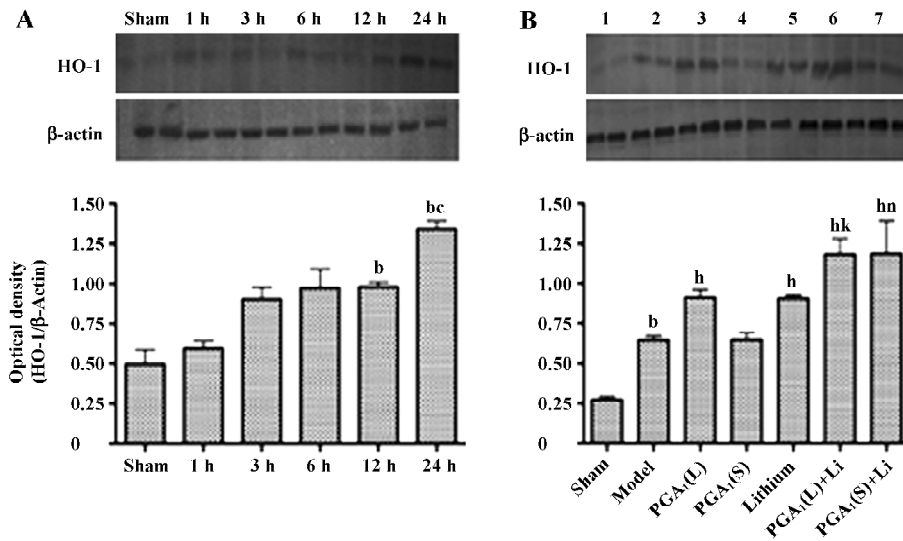 A
Sham 1 h 3 h 6 h 12 h 24 h
HO-1
β-actin
Optical density
(HO-1/β-Actin)
1.50
1.25
1.00
0.75
0.50
0.25
0
b
bc
Sham 1 h 3 h 6 h 12 h 24 h
B
1 2 3 4 5 6 7
HO-1
β-actin
1.50
1.25
1.00
0.75
0.50
0.25
0
b
h
h
hk
hn
Sham
Model
PGA₁(L)
PGA₁(S)
Lithium
PGA₁(L)+Li
PGA₁(S)+Li